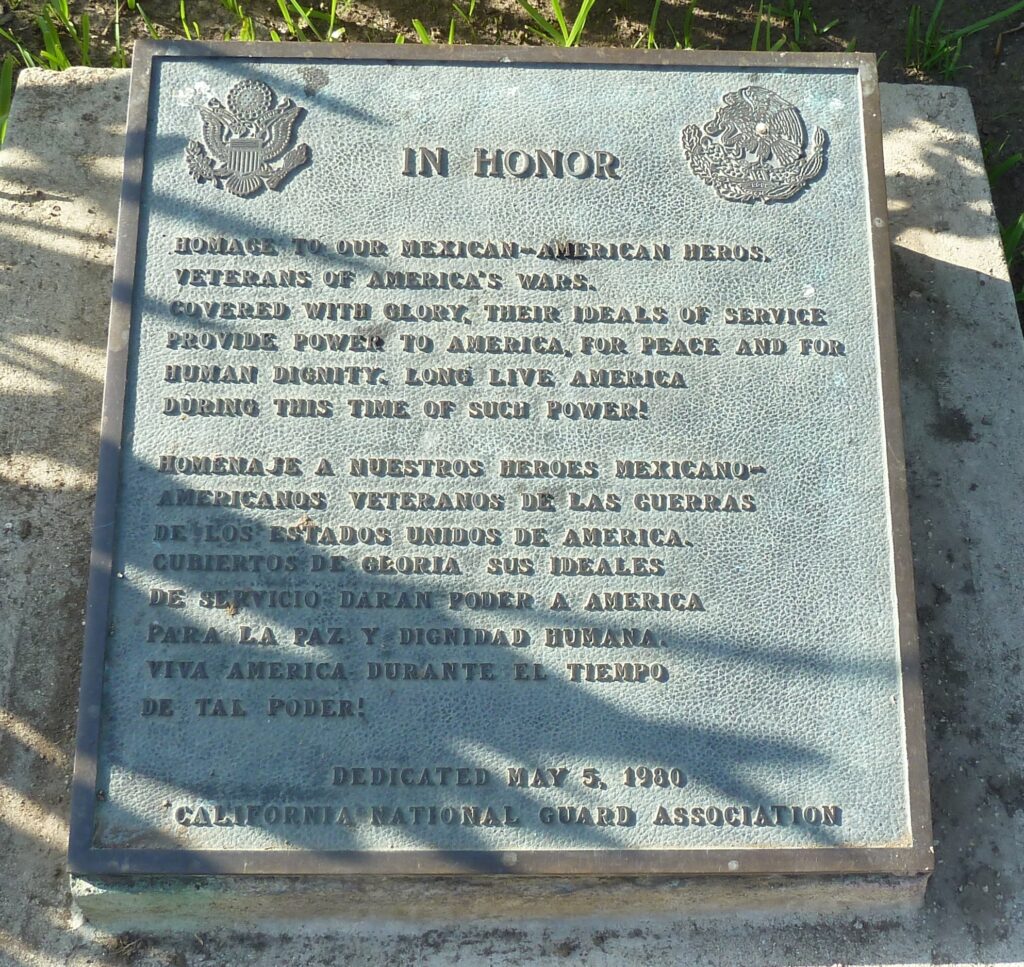 IN HONOR
HOMAGE TO OUR MEXICAN-AMERICAN HEROS.
VETERANS OF AMERICA'S WARS.
COVERED WITH GLORY, THEIR IDEALS OF SERVICE
PROVIDE POWER TO AMERICA, FOR PEACE AND FOR
HUMAN DIGNITY. LONG LIVE AMERICA
DURING THIS TIME OF SUCH POWER!
HOMENAJE A NUESTROS HEROES MEXICANO-
AMERICANOS VETERANOS DE LAS GUERRAS
DE LOS ESTADOS UNIDOS DE AMERICA.
CUBIERTOS DE GLORIA SUS IDEALES
DE SERVICIO DARAN PODER A AMERICA
PARA LA PAZ Y DIGNIDAD HUMANA.
VIVA AMERICA DURANTE EL TIEMPO
DE TAL PODER!
DEDICATED MAY 5, 1980
CALIFORNIA NATIONAL GUARD ASSOCIATION